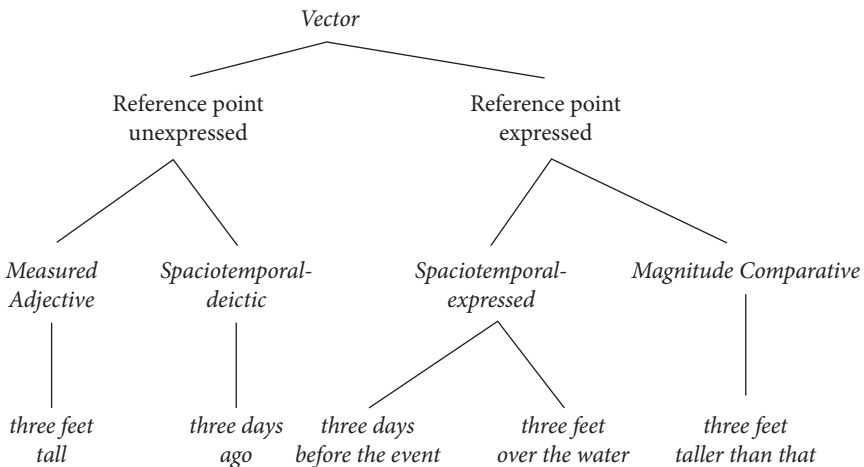 Vector
Reference point
unexpressed
Reference point
expressed
Measured
Adjective
Spaciotemporal-
deictic
Spaciotemporal-
expressed
Magnitude Comparative
three feet
tall
three days
ago
three days
before the event
three feet
over the water
three feet
taller than that